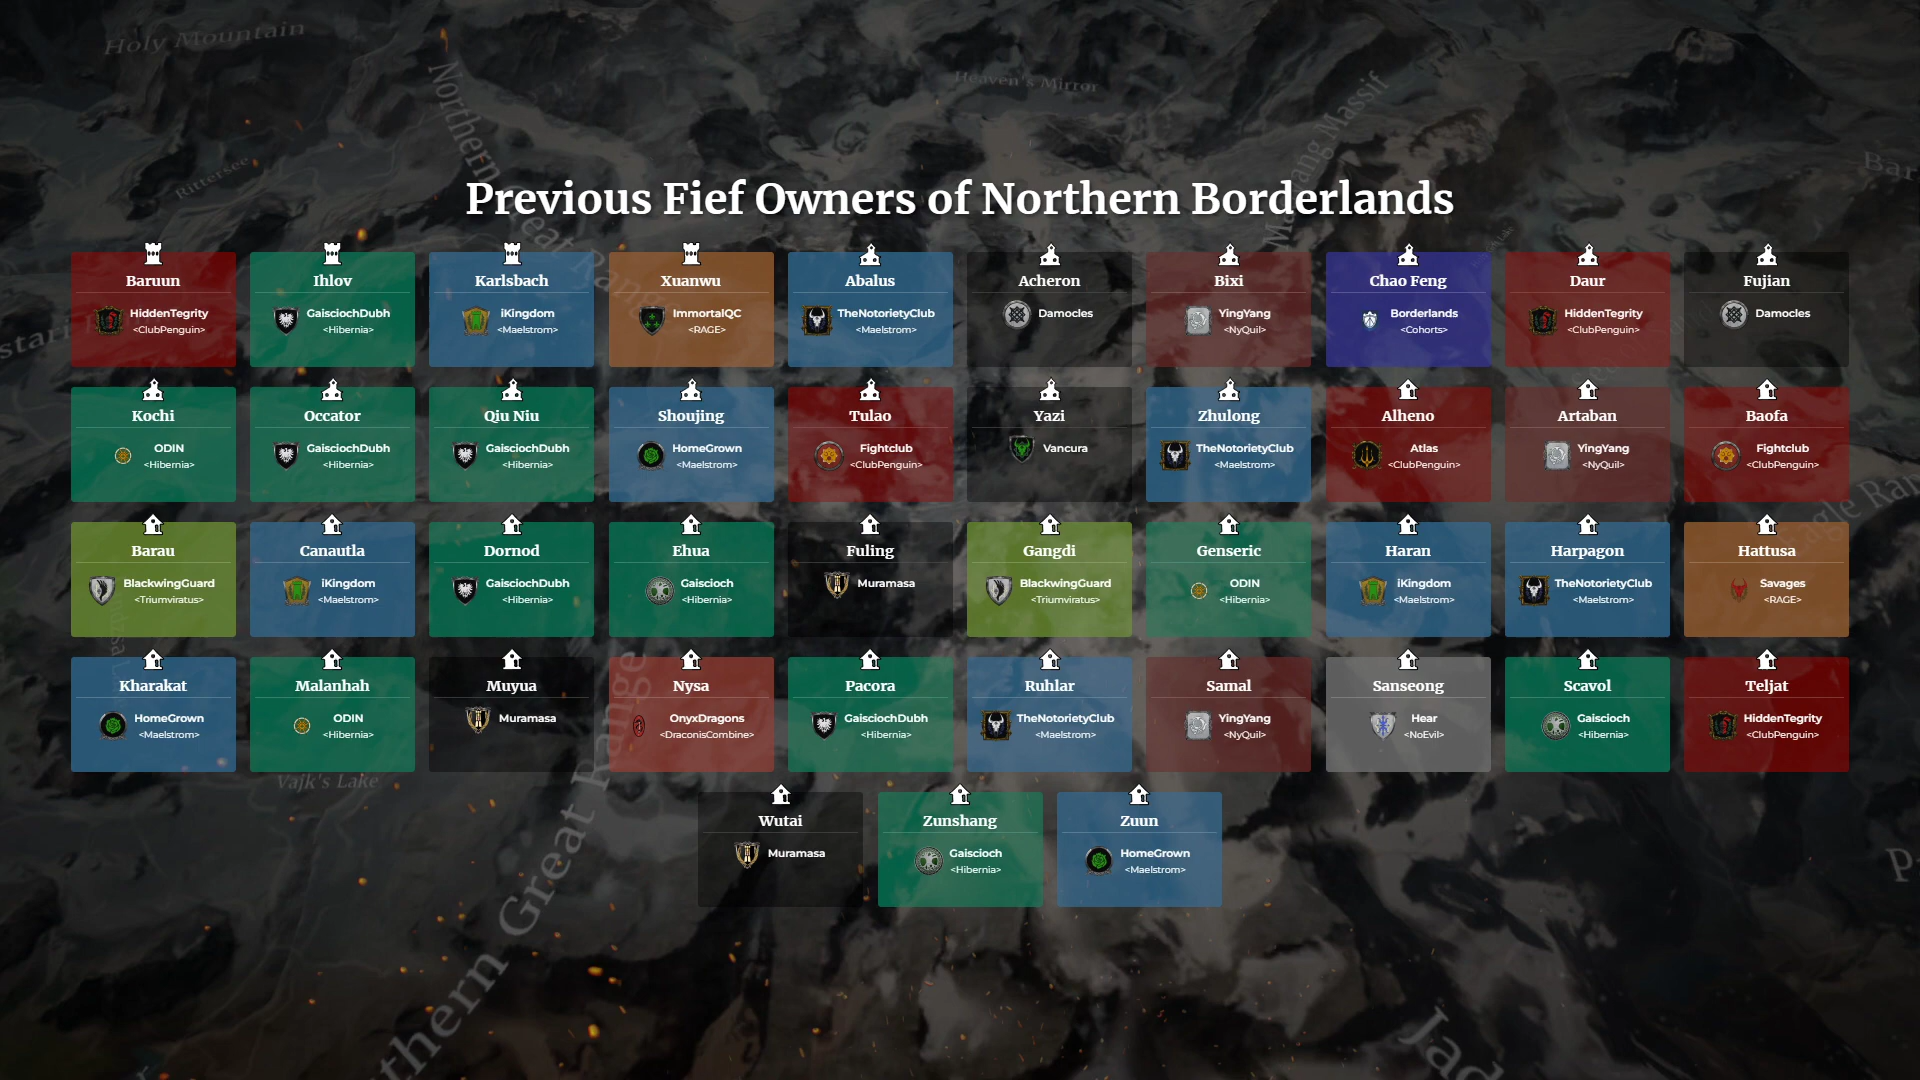 Holy Mountain
Northern
Heaven's Mirror
Massif
Rittersee
Previous Fief Owners of Northern Borderlands
Baruun
HiddenTegrity
<ClubPenguin>
Ihlov
GaisciochDubh
<Hibernia>
Karlsbach
iKingdom
<Maelstrom>
Xuanwu
ImmortalQC
<RAGE>
Abalus
TheNotorietyClub
<Maelstrom>
Acheron
Damocles
Bixi
YingYang
<NyQuil>
Chao Feng
Borderlands
<Cohorts>
Daur
HiddenTegrity
<ClubPenguin>
Fujian
Damocles
Kochi
ODIN
<Hibernia>
Occator
GaisciochDubh
<Hibernia>
Qiu Niu
GaisciochDubh
<Hibernia>
Shoujing
HomeGrown
<Maelstrom>
Tulao
Fightclub
<ClubPenguin>
Yazi
Vancura
Zhulong
TheNotorietyClub
<Maelstrom>
Alheno
Atlas
<ClubPenguin>
Artaban
YingYang
<NyQuil>
Baofa
Fightclub
<ClubPenguin>
Barau
BlackwingGuard
<Triumviratus>
Canautla
iKingdom
<Maelstrom>
Dornod
GaisciochDubh
<Hibernia>
Ehua
Gaiscioch
<Hibernia>
Fuling
Muramasa
Gangdi
BlackwingGuard
<Triumviratus>
Genseric
ODIN
<Hibernia>
Haran
iKingdom
<Maelstrom>
Harpagon
TheNotorietyClub
<Maelstrom>
Hattusa
Savages
<RAGE>
Kharakat
HomeGrown
<Maelstrom>
Malanhah
ODIN
<Hibernia>
Muyua
Muramasa
Nysa
OnyxDragons
<DraconisCombine>
Pacora
GaisciochDubh
<Hibernia>
Ruhlar
TheNotorietyClub
<Maelstrom>
Samal
YingYang
<NyQuil>
Sanseong
Hear
<NoEvil>
Scavol
Gaiscioch
<Hibernia>
Teljat
HiddenTegrity
<ClubPenguin>
Vajk's Lake
Wutai
Muramasa
Zunshang
Gaiscioch
<Hibernia>
Zuun
HomeGrown
<Maelstrom>
Great Range